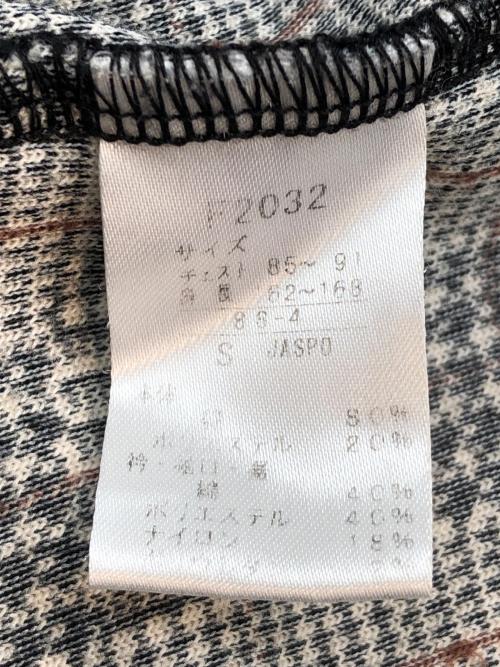 F2032
サイズ
チェスト 85～91
身長 162～168
88-4
S JASPO
本体
80%
ポリエステル 20%
衿・袖口・裾
綿 40%
ポリエステル 40%
ナイロン 18%